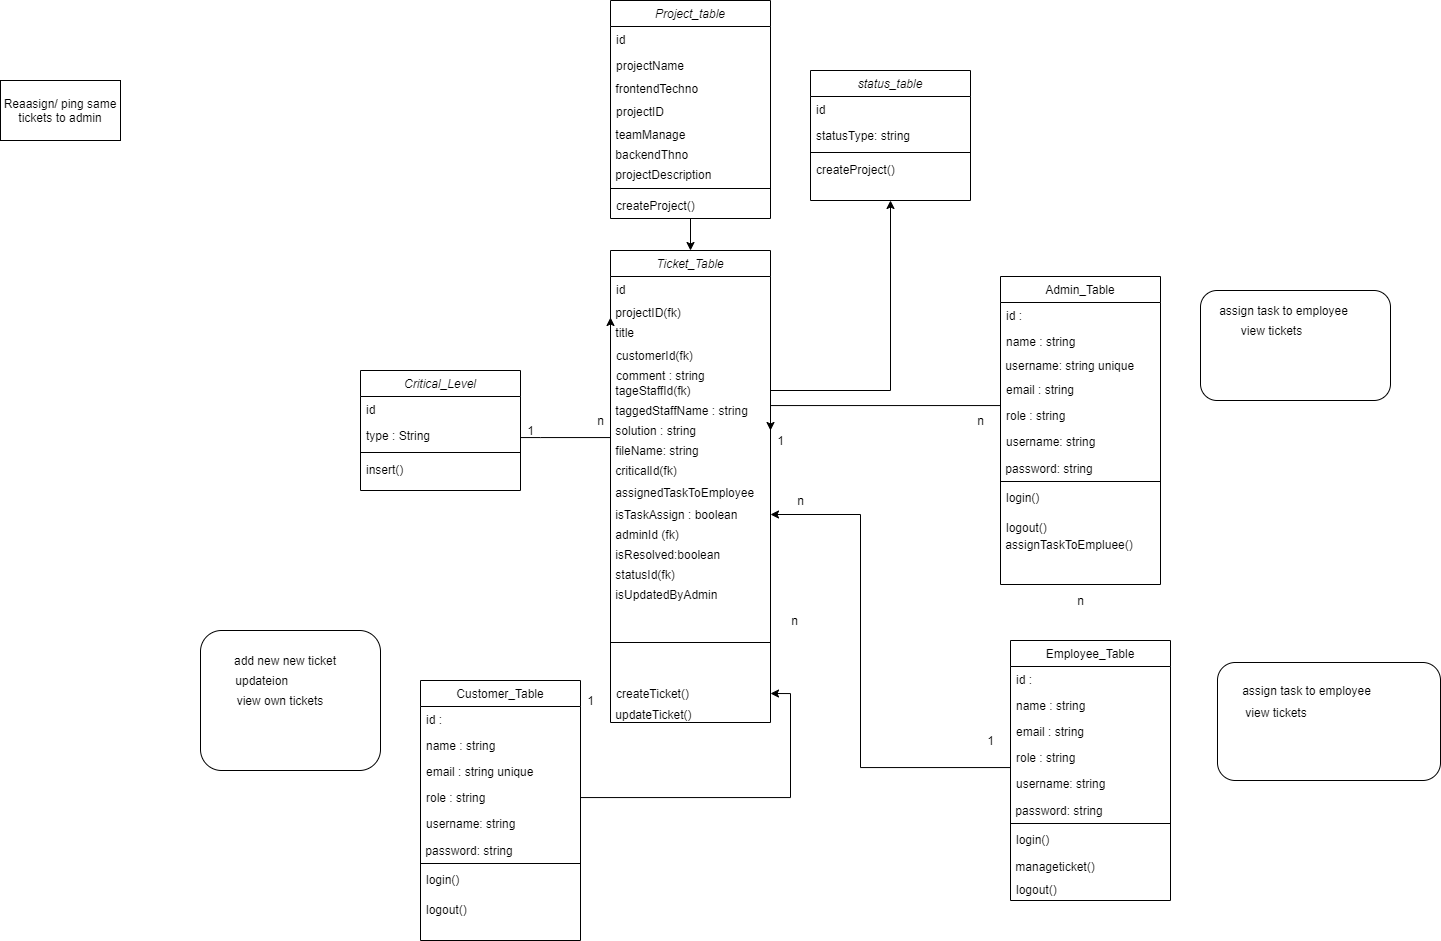 Project_table
id
projectName
frontendTechno
projectID
teamManage
backendThno
projectDescription
createProject()
Reaasign/ ping same
tickets to admin
status_table
id
statusType: string
createProject()
Ticket_Table
id
projectID(fk)
title
customerId(fk)
comment : string
tageStaffId(fk)
taggedStaffName : string
solution : string
fileName: string
criticalId(fk)
assignedTaskToEmployee
isTaskAssign : boolean
adminId (fk)
isResolved:boolean
statusId(fk)
isUpdatedByAdmin
createTicket()
updateTicket()
Critical_Level
id
type : String
insert()
1
n
Admin_Table
id :
name : string
username: string unique
email : string
role : string
username: string
password: string
login()
logout()
assignTaskToEmpluee()
n
1
n
n
assign task to employee
view tickets
add new new ticket
updateion
view own tickets
Customer_Table
id :
name : string
email : string unique
role : string
username: string
password: string
login()
logout()
1
n
Employee_Table
id :
name : string
email : string
role : string
username: string
password: string
login()
manageticket()
logout()
1
assign task to employee
view tickets